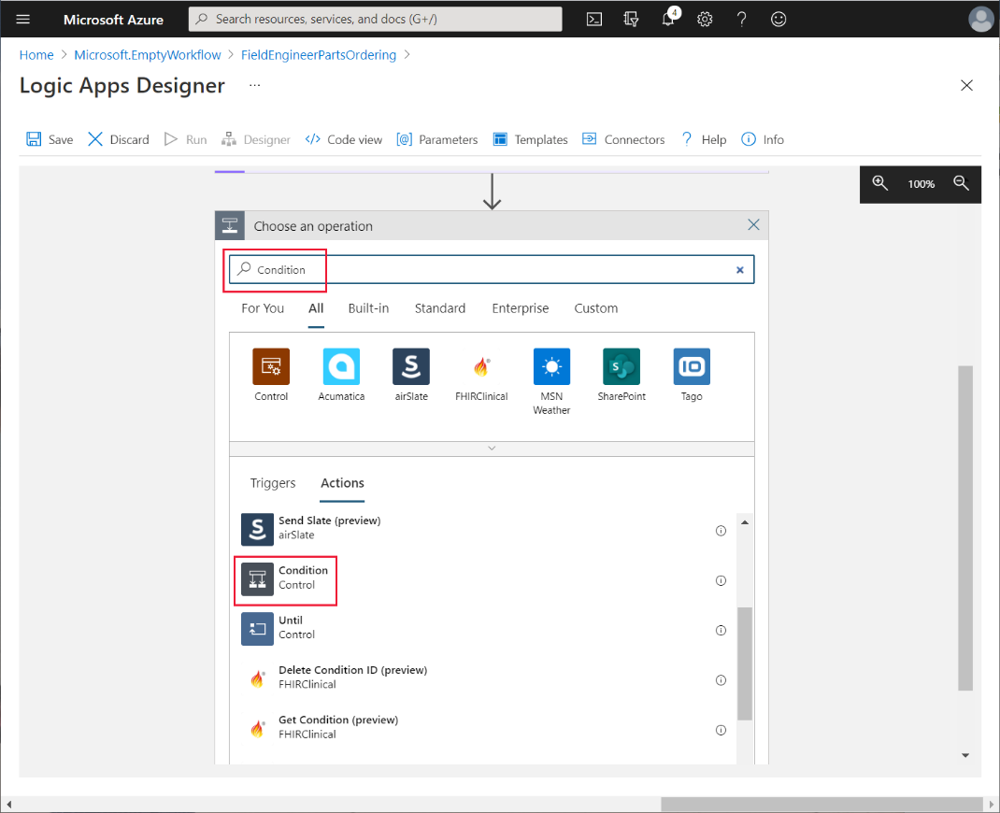 Microsoft Azure
Search resources, services, and docs (G+/)
4
Home > Microsoft.EmptyWorkflow > FieldEngineerPartsOrdering >
Logic Apps Designer ...
Save Discard Run Designer </> Code view [@] Parameters Templates Connectors ? Help Info
100%
Choose an operation
Condition
For You All Built-in Standard Enterprise Custom
Control Acumatica airSlate FHIRClinical MSN Weather SharePoint Tago
Triggers Actions
Send Slate (preview)
airSlate
Condition
Control
Until
Control
Delete Condition ID (preview)
FHIRClinical
Get Condition (preview)
FHIRClinical